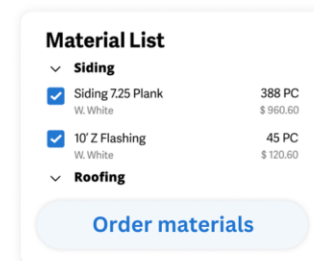 Material List
Siding
Siding 7.25 Plank 388 PC
W. White $ 960.60
10' Z Flashing 45 PC
W. White $ 120.60
Roofing
Order materials